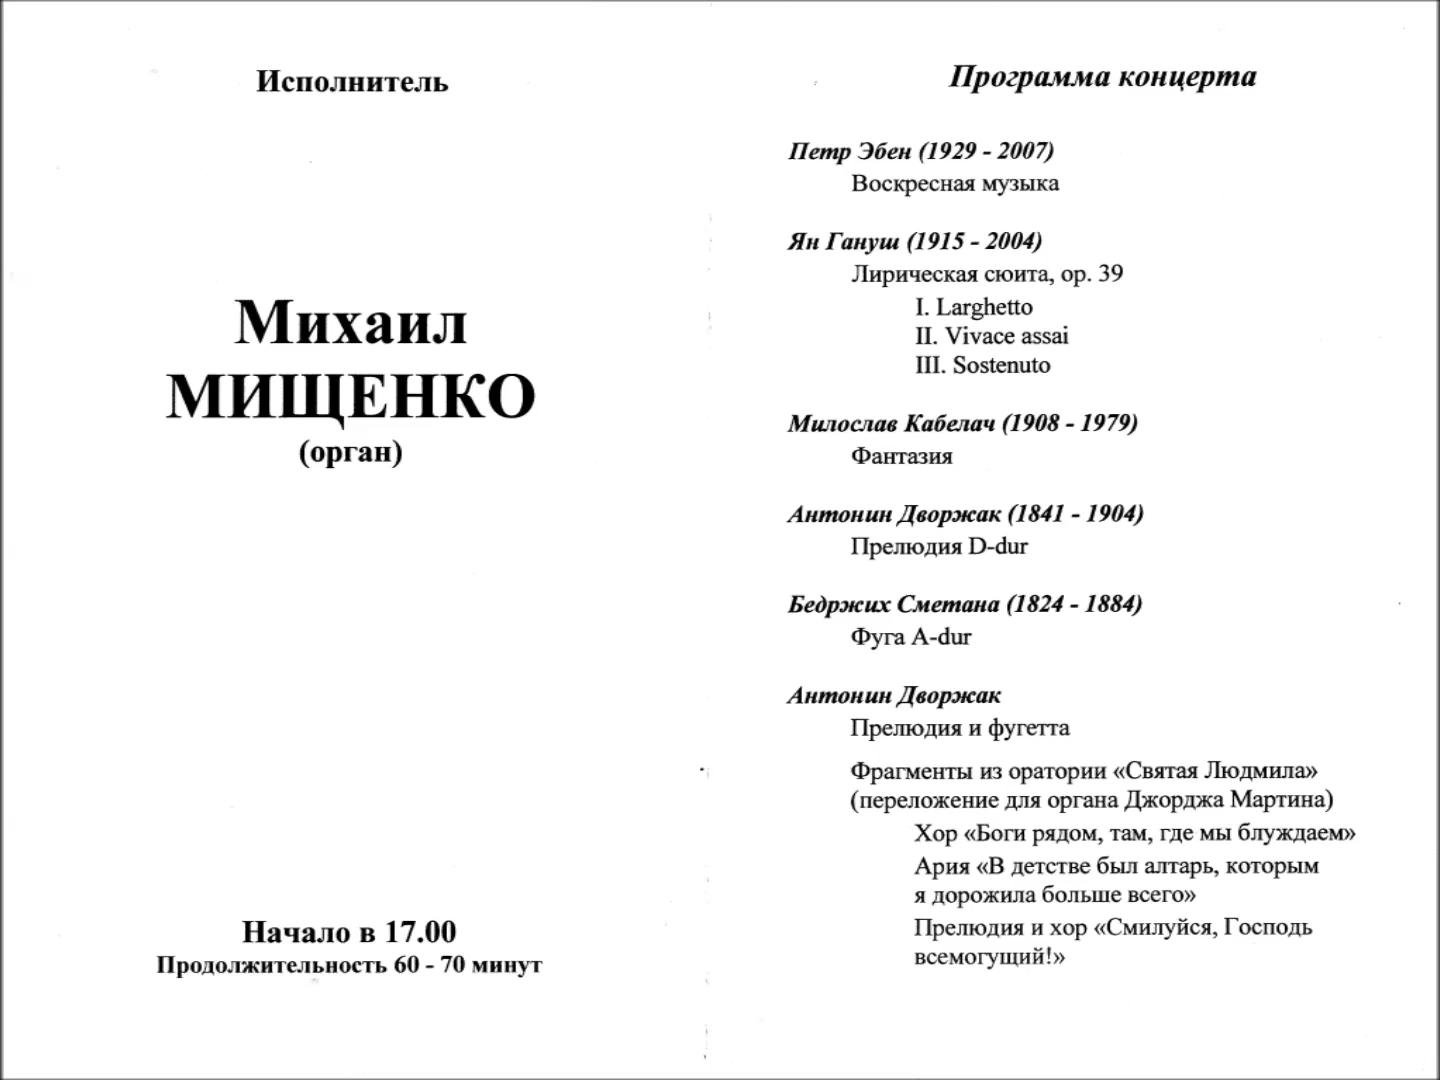 Исполнитель
Михаил
МИЩЕНКО
(орган)
Начало в 17.00
Продолжительность 60 - 70 минут
Программа концерта
Петр Эбен (1929 - 2007)
Воскресная музыка
Ян Гануш (1915 - 2004)
Лирическая сюита, ор. 39
I. Larghetto
II. Vivace assai
III. Sostenuto
Милослав Кабелач (1908 - 1979)
Фантазия
Антонин Дворжак (1841 - 1904)
Прелюдия D-dur
Бедржих Сметана (1824 - 1884)
Фуга A-dur
Антонин Дворжак
Прелюдия и фугетта
Фрагменты из оратории «Святая Людмила»
(переложение для органа Джорджа Мартина)
Хор «Боги рядом, там, где мы блуждаем»
Ария «В детстве был алтарь, которым
я дорожила больше всего»
Прелюдия и хор «Смилуйся, Господь
всемогущий!»